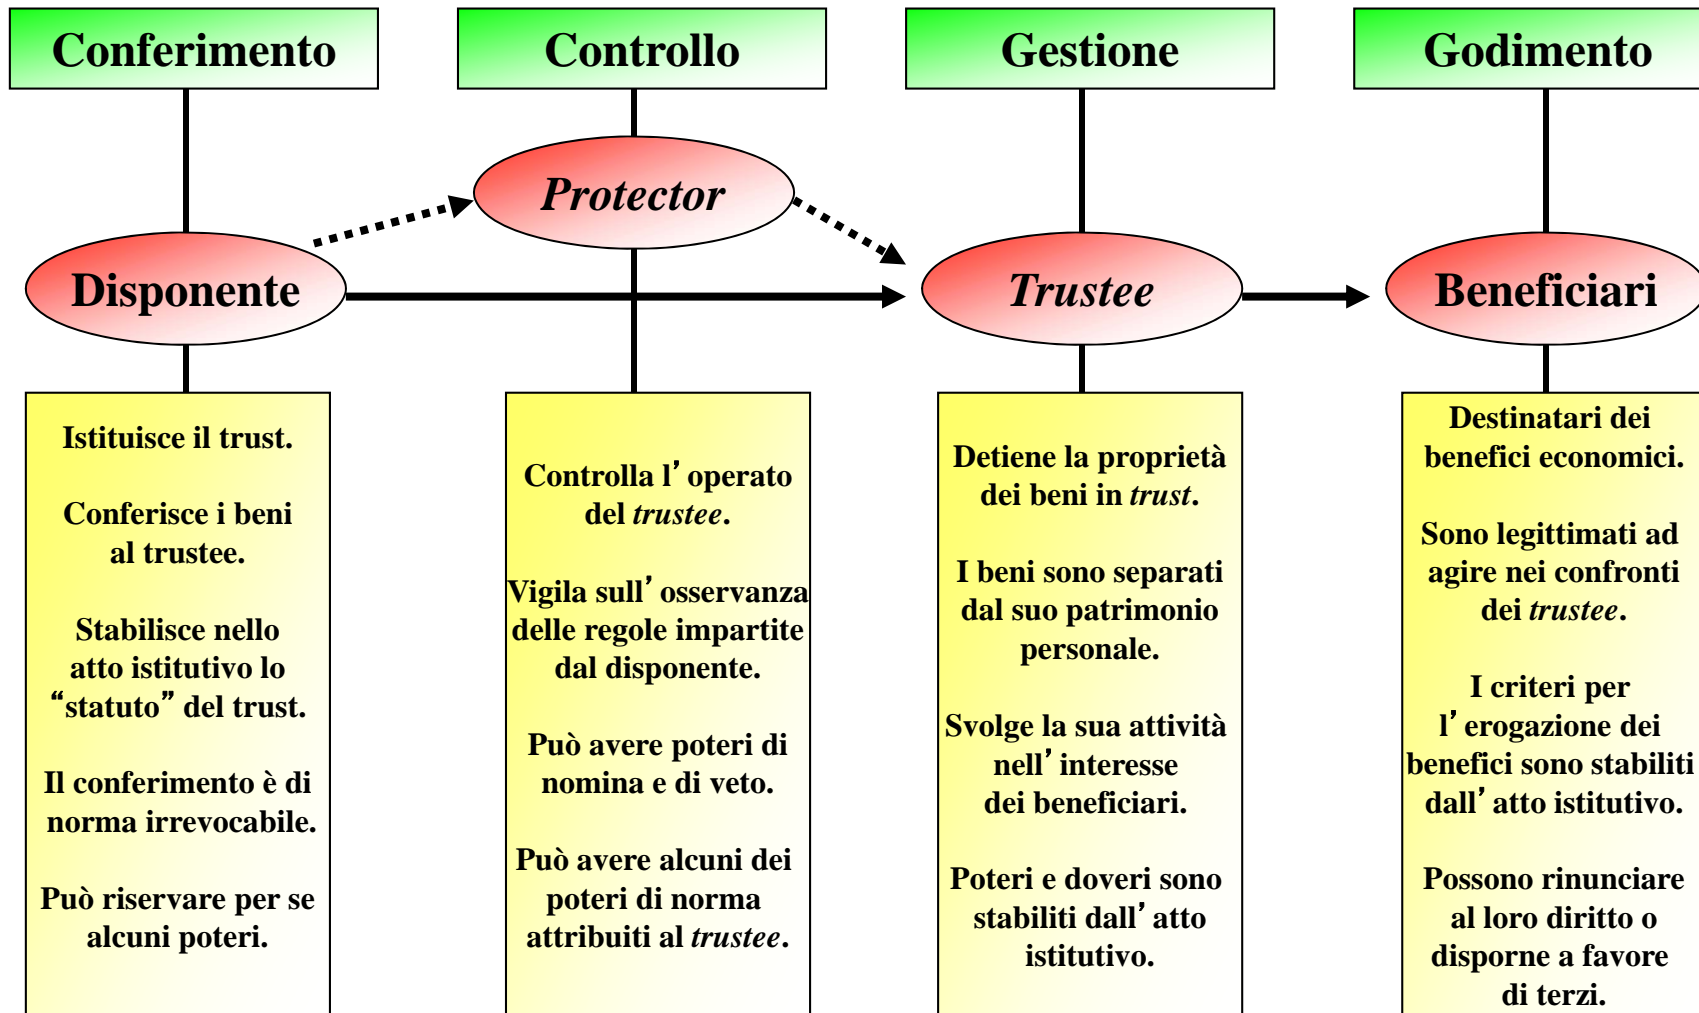 Conferimento
Controllo
Gestione
Godimento
Protector
Disponente
Trustee
Beneficiari
Istituisce il trust.
Conferisce i beni
al trustee.
Stabilisce nello
atto istitutivo lo
“statuto” del trust.
Il conferimento è di
norma irrevocabile.
Può riservare per se
alcuni poteri.
Controlla l’operato
del trustee.
Vigila sull’osservanza
delle regole impartite
dal disponente.
Può avere poteri di
nomina e di veto.
Può avere alcuni dei
poteri di norma
attribuiti al trustee.
Detiene la proprietà
dei beni in trust.
I beni sono separati
dal suo patrimonio
personale.
Svolge la sua attività
nell’interesse
dei beneficiari.
Poteri e doveri sono
stabiliti dall’atto
istitutivo.
Destinatari dei
benefici economici.
Sono legittimati ad
agire nei confronti
dei trustee.
I criteri per
l’erogazione dei
benefici sono stabiliti
dall’atto istitutivo.
Possono rinunciare
al loro diritto o
disporne a favore
di terzi.